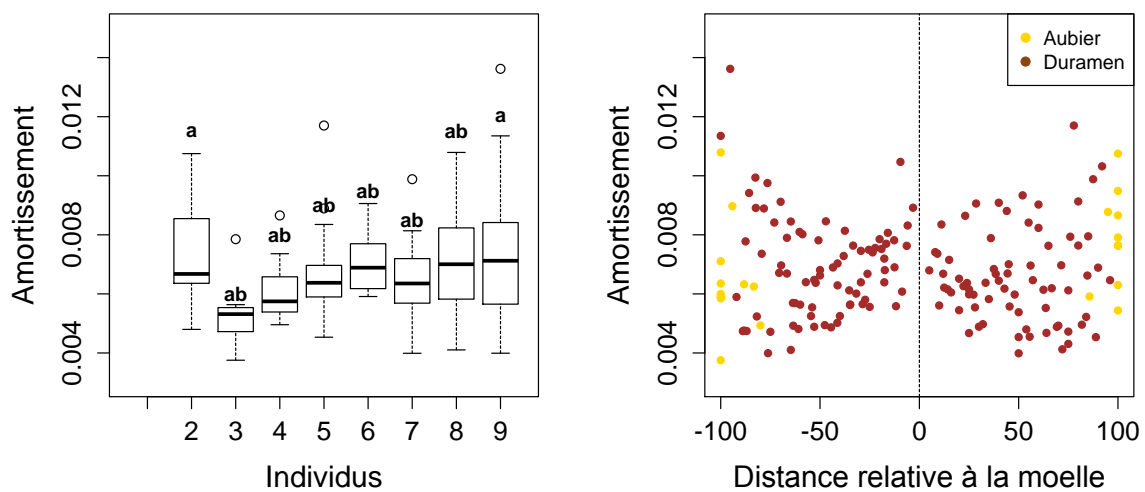 Amortissement
0.004 0.008 0.012
a
ab
ab
ab
ab
ab
ab
a
2 3 4 5 6 7 8 9
Individus
Amortissement
0.004 0.008 0.012
Aubier
Duramen
-100 -50 0 50 100
Distance relative à la moelle